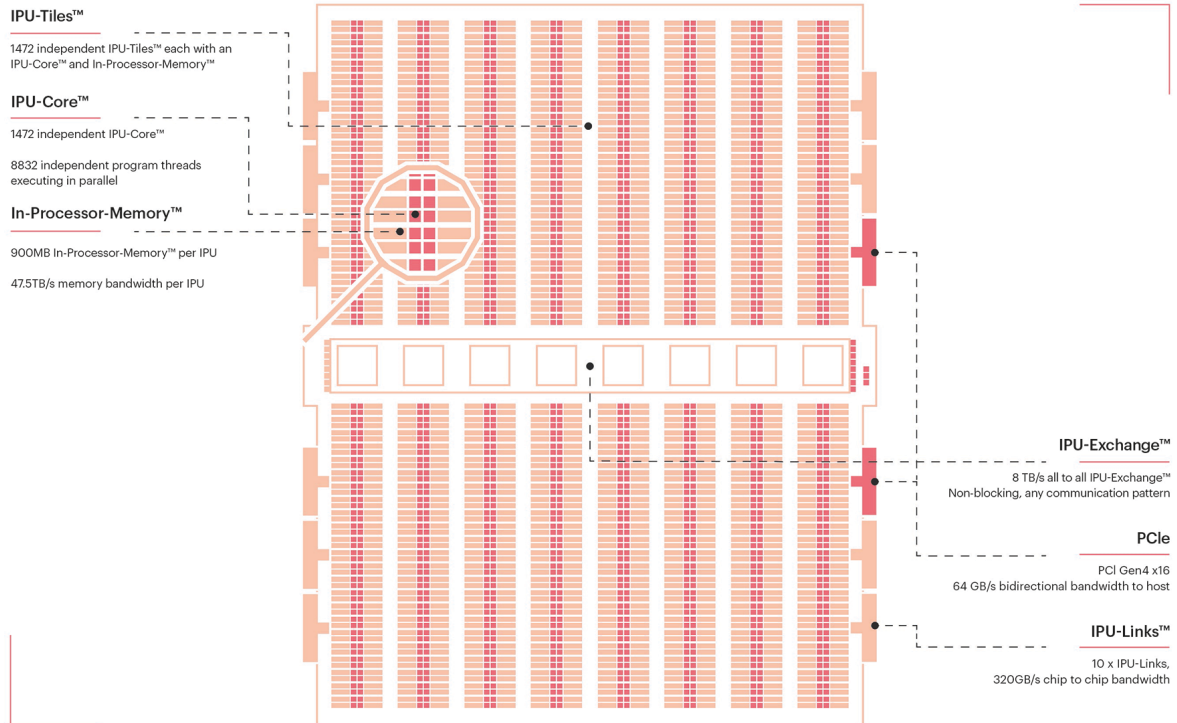 IPU-Tiles™
1472 independent IPU-Tiles™ each with an
IPU-Core™ and In-Processor-Memory™
IPU-Core™
1472 independent IPU-Core™
8832 independent program threads
executing in parallel
In-Processor-Memory™
900MB In-Processor-Memory™ per IPU
47.5TB/s memory bandwidth per IPU
IPU-Exchange™
8 TB/s all to all IPU-Exchange™
Non-blocking, any communication pattern
PCIe
PCI Gen4 x16
64 GB/s bidirectional bandwidth to host
IPU-Links™
10 x IPU-Links,
320GB/s chip to chip bandwidth